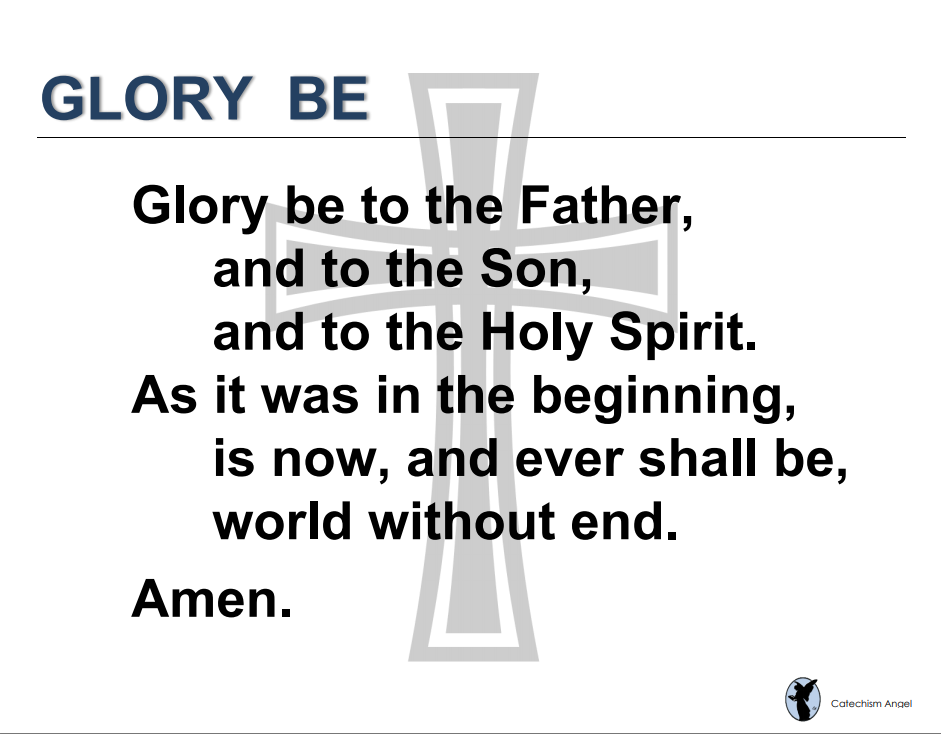 GLORY BE
Glory be to the Father,
and to the Son,
and to the Holy Spirit.
As it was in the beginning,
is now, and ever shall be,
world without end.
Amen.
Catechism Angel